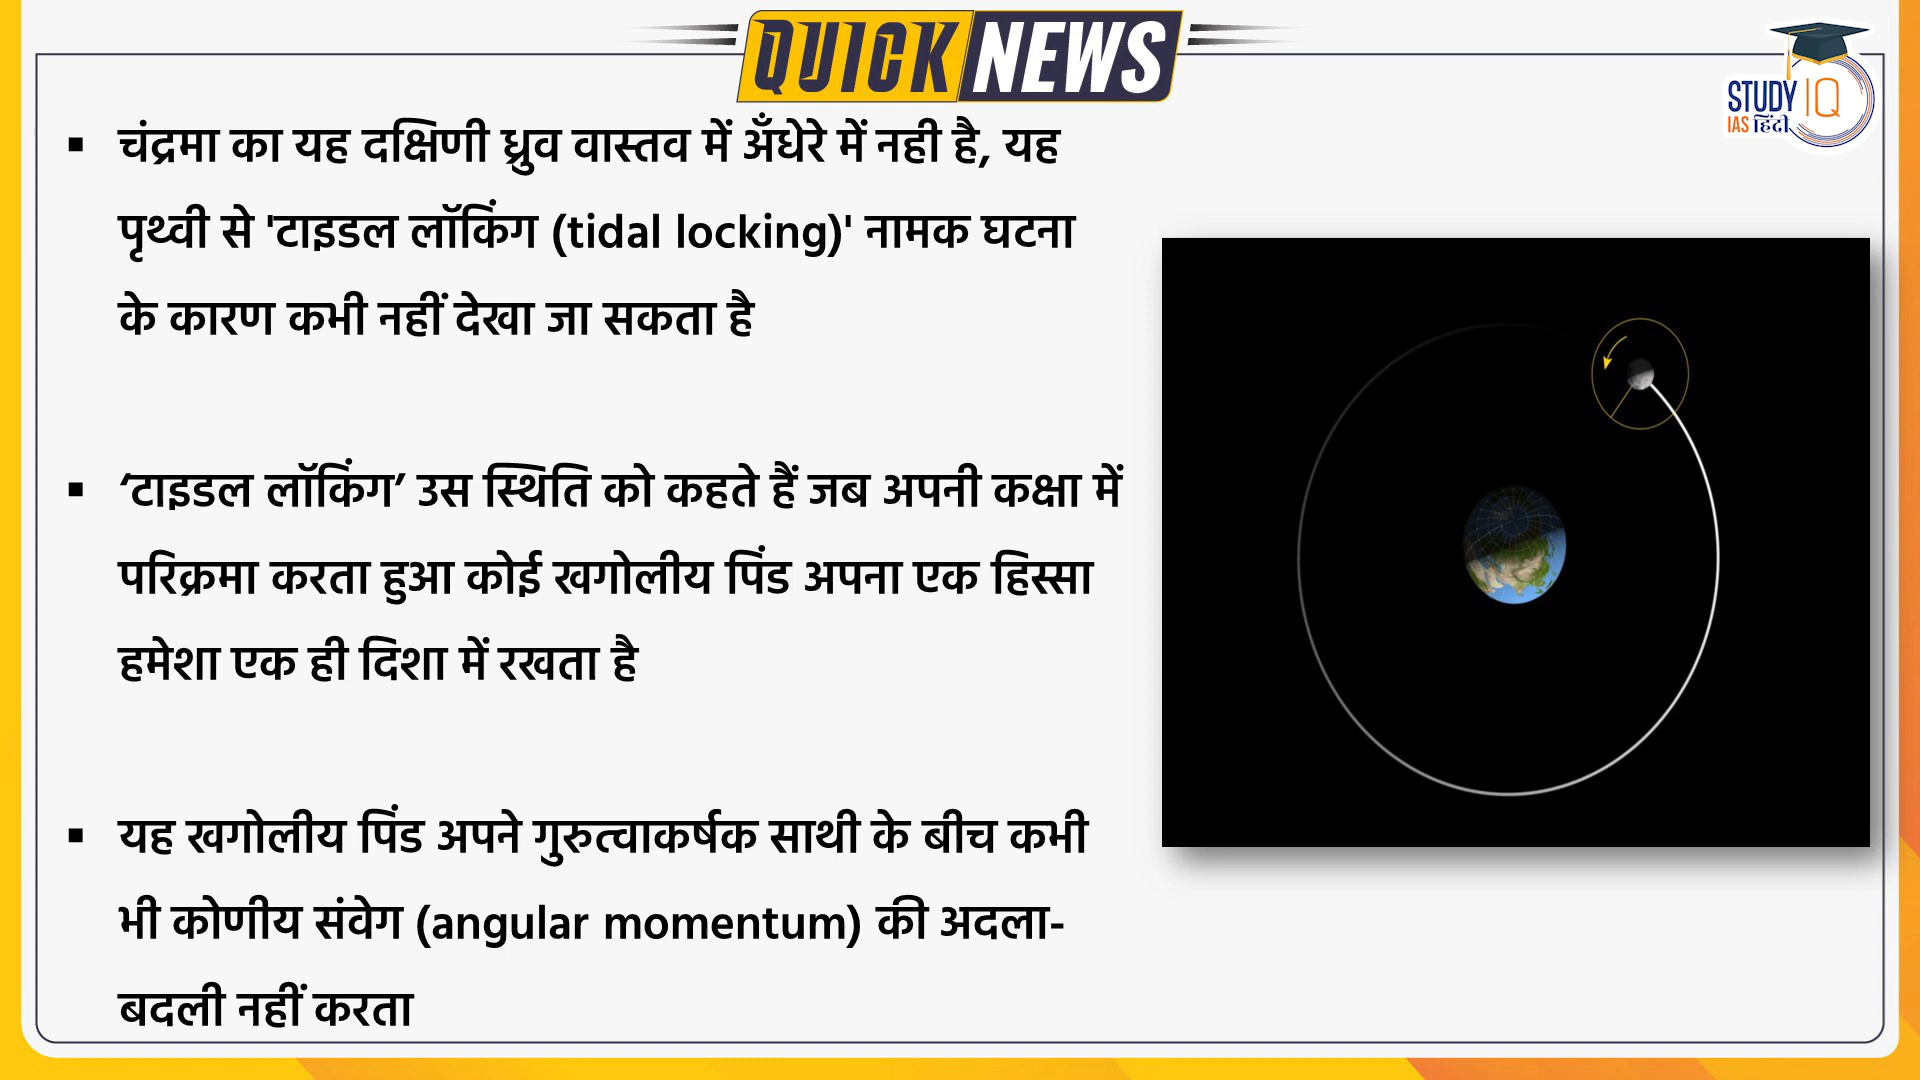 QUICK NEWS
STUDY IQ
IAS हिंदी
▪ चंद्रमा का यह दक्षिणी ध्रुव वास्तव में अँधेरे में नही है, यह
पृथ्वी से 'टाइडल लॉकिंग (tidal locking)' नामक घटना
के कारण कभी नहीं देखा जा सकता है
▪ ‘टाइडल लॉकिंग’ उस स्थिति को कहते हैं जब अपनी कक्षा में
परिक्रमा करता हुआ कोई खगोलीय पिंड अपना एक हिस्सा
हमेशा एक ही दिशा में रखता है
▪ यह खगोलीय पिंड अपने गुरुत्वाकर्षक साथी के बीच कभी
भी कोणीय संवेग (angular momentum) की अदला-
बदली नहीं करता